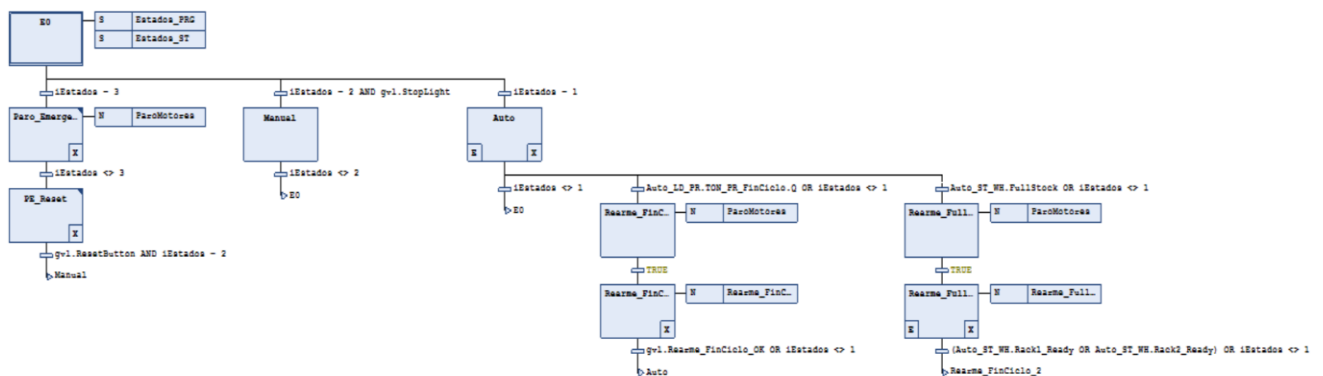 E0
S Estados_PRG
S Estados_ST
iEstados = 3
iEstados = 2 AND gvl.StopLight
iEstados = 1
Paro_Emerge…
N ParoMotores
Manual
Auto
X
E X
iEstados <> 3
iEstados <> 2
iEstados <> 1
Auto_LD_PR.TON_PR_FinCiclo.Q OR iEstados <> 1
Auto_ST_WH.FullStock OR iEstados <> 1
E0
E0
PE_Reset
X
Rearme_FinC…
N ParoMotores
Rearme_Full…
N ParoMotores
gvl.ResetButton AND iEstados = 2
Manual
TRUE
TRUE
Rearme_FinC…
N Rearme_FinC…
Rearme_Full…
N Rearme_Full…
X
E X
gvl.Rearme_FinCiclo_OK OR iEstados <> 1
(Auto_ST_WH.Rack1_Ready OR Auto_ST_WH.Rack2_Ready) OR iEstados <> 1
Auto
Rearme_FinCiclo_2